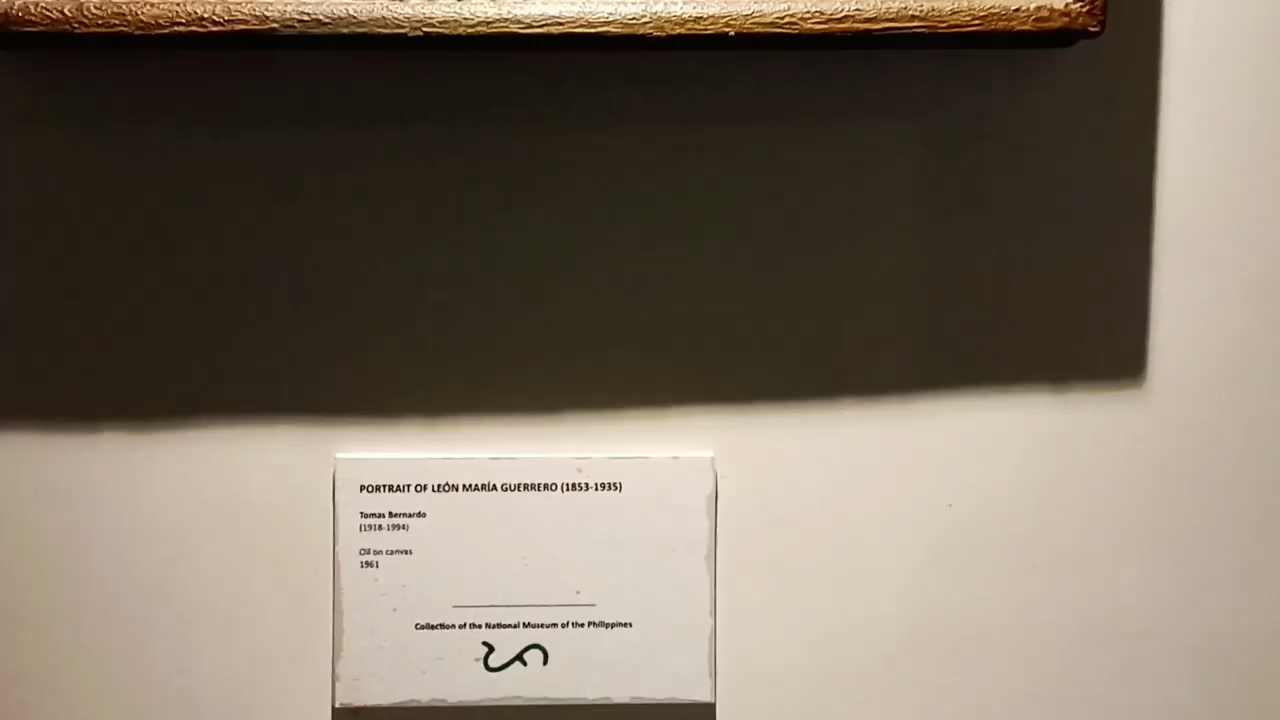 PORTRAIT OF LEÓN MARÍA GUERRERO (1853-1935)
Tomas Bernardo
(1918-1994)
Oil on canvas
1961
Collection of the National Museum of the Philippines
ᜉ